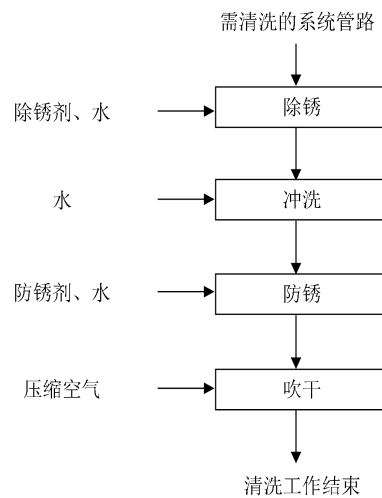 需清洗的系统管路
除锈剂、水
除锈
水
冲洗
防锈剂、水
防锈
压缩空气
吹干
清洗工作结束